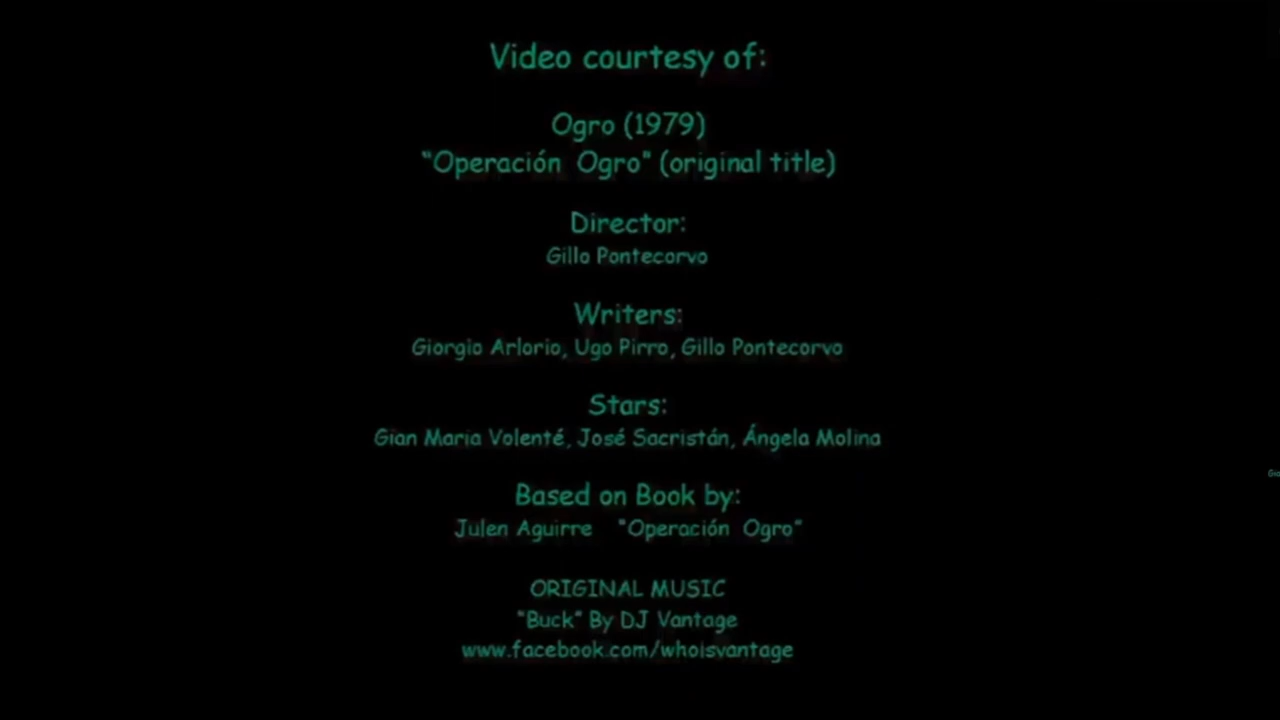 Video courtesy of:
Ogro (1979)
"Operación Ogro" (original title)
Director:
Gillo Pontecorvo
Writers:
Giorgio Arlorio, Ugo Pirro, Gillo Pontecorvo
Stars:
Gian Maria Volenté, José Sacristán, Ángela Molina
Based on Book by:
Julen Aguirre "Operación Ogro"
ORIGINAL MUSIC
"Buck" By DJ Vantage
www.facebook.com/whoisvantage